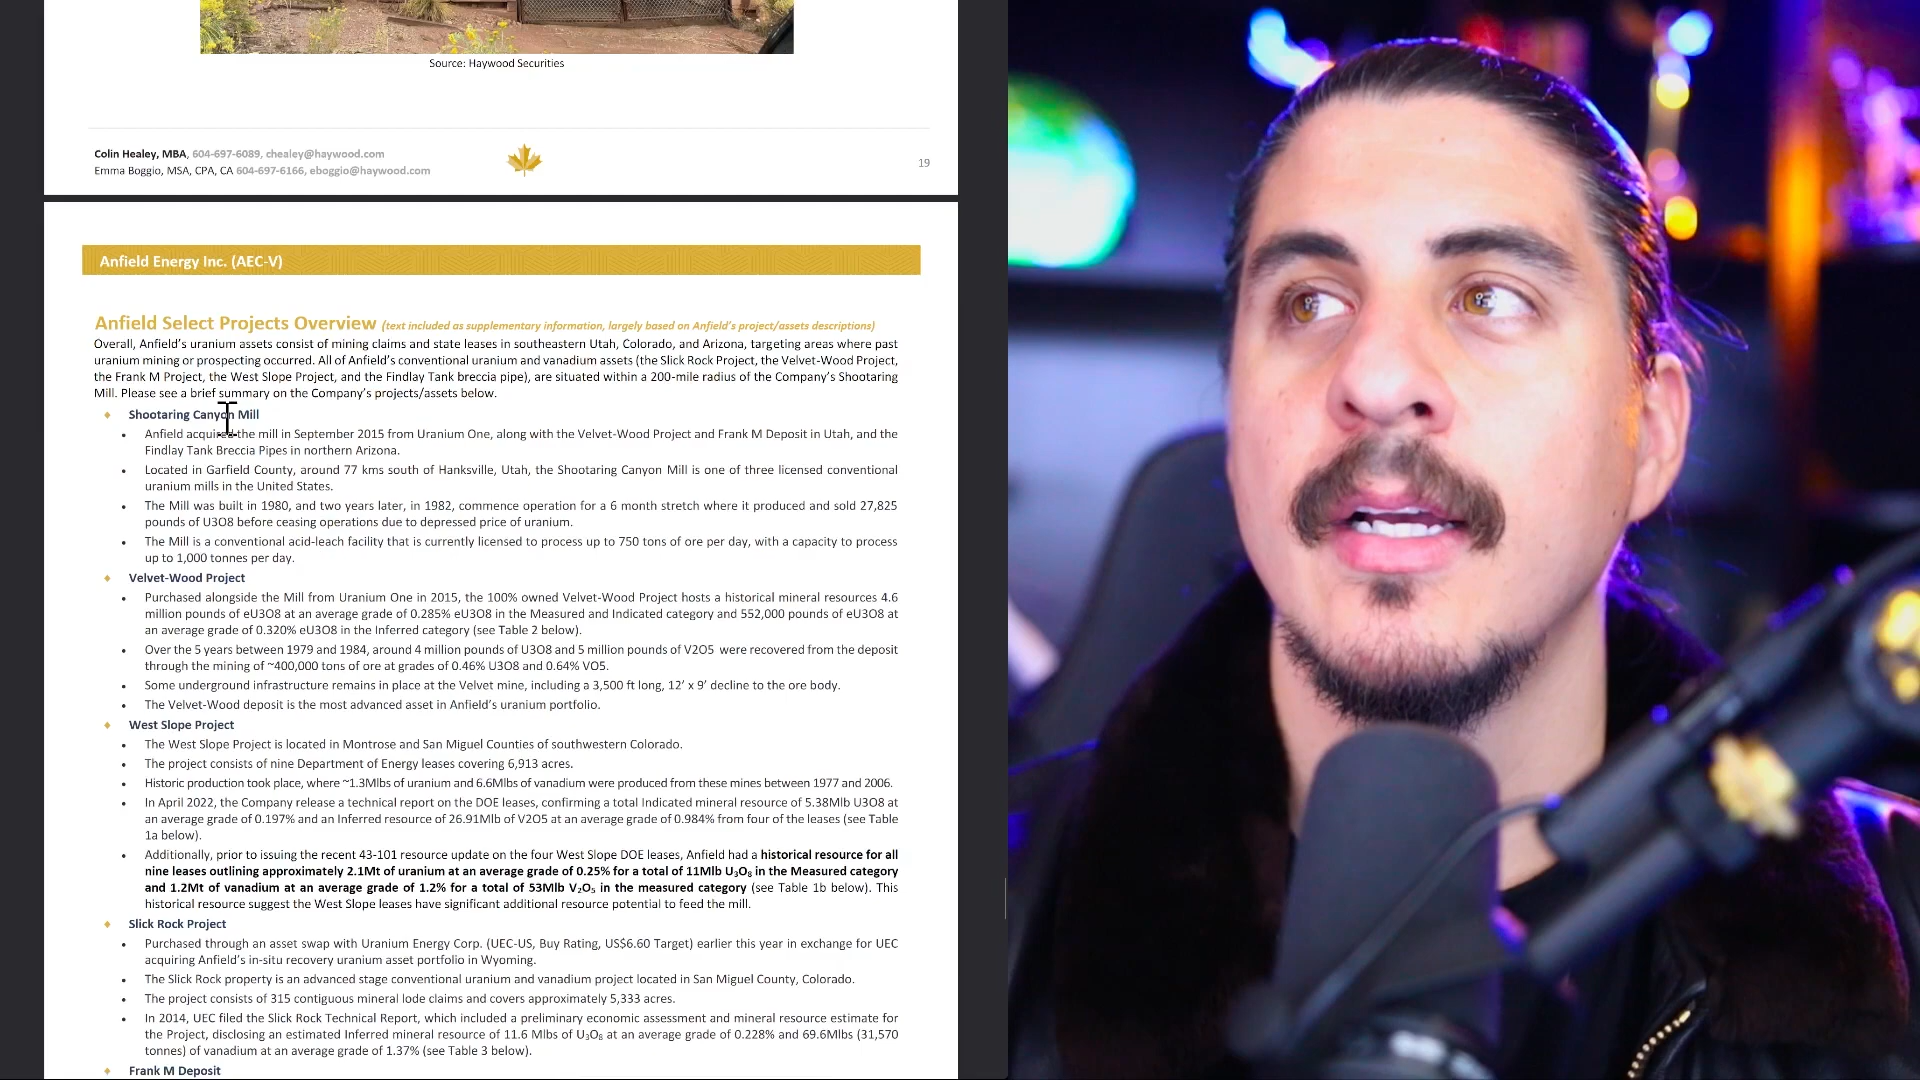 Source: Haywood Securities
Colin Healey, MBA, 604-697-6089, chealey@haywood.com
Emma Boggio, MSA, CPA, CA 604-697-6166, eboggio@haywood.com
19
Anfield Energy Inc. (AEC-V)
Anfield Select Projects Overview (text included as supplementary information, largely based on Anfield's project/assets descriptions)
Overall, Anfield's uranium assets consist of mining claims and state leases in southeastern Utah, Colorado, and Arizona, targeting areas where past
uranium mining or prospecting occurred. All of Anfield's conventional uranium and vanadium assets (the Slick Rock Project, the Velvet-Wood Project,
the Frank M Project, the West Slope Project, and the Findlay Tank breccia pipe), are situated within a 200-mile radius of the Company's Shootaring
Mill. Please see a brief summary on the Company's projects/assets below.
Shootaring Canyon Mill
Anfield acquired the mill in September 2015 from Uranium One, along with the Velvet-Wood Project and Frank M Deposit in Utah, and the
Findlay Tank Breccia Pipes in northern Arizona.
Located in Garfield County, around 77 kms south of Hanksville, Utah, the Shootaring Canyon Mill is one of three licensed conventional
uranium mills in the United States.
The Mill was built in 1980, and two years later, in 1982, commence operation for a 6 month stretch where it produced and sold 27,825
pounds of U3O8 before ceasing operations due to depressed price of uranium.
The Mill is a conventional acid-leach facility that is currently licensed to process up to 750 tons of ore per day, with a capacity to process
up to 1,000 tonnes per day.
Velvet-Wood Project
Purchased alongside the Mill from Uranium One in 2015, the 100% owned Velvet-Wood Project hosts a historical mineral resources 4.6
million pounds of eU3O8 at an average grade of 0.285% eU3O8 in the Measured and Indicated category and 552,000 pounds of eU3O8 at
an average grade of 0.320% eU3O8 in the Inferred category (see Table 2 below).
Over the 5 years between 1979 and 1984, around 4 million pounds of U3O8 and 5 million pounds of V2O5 were recovered from the deposit
through the mining of ~400,000 tons of ore at grades of 0.46% U3O8 and 0.64% VO5.
Some underground infrastructure remains in place at the Velvet mine, including a 3,500 ft long, 12' x 9' decline to the ore body.
The Velvet-Wood deposit is the most advanced asset in Anfield's uranium portfolio.
West Slope Project
The West Slope Project is located in Montrose and San Miguel Counties of southwestern Colorado.
The project consists of nine Department of Energy leases covering 6,913 acres.
Historic production took place, where ~1.3Mlbs of uranium and 6.6Mlbs of vanadium were produced from these mines between 1977 and 2006.
In April 2022, the Company release a technical report on the DOE leases, confirming a total Indicated mineral resource of 5.38Mlb U3O8 at
an average grade of 0.197% and an Inferred resource of 26.91Mlb of V2O5 at an average grade of 0.984% from four of the leases (see Table
1a below).
Additionally, prior to issuing the recent 43-101 resource update on the four West Slope DOE leases, Anfield had a historical resource for all
nine leases outlining approximately 2.1Mt of uranium at an average grade of 0.25% for a total of 11Mlb U₃O₈ in the Measured category
and 1.2Mt of vanadium at an average grade of 1.2% for a total of 53Mlb V₂O₅ in the measured category (see Table 1b below). This
historical resource suggest the West Slope leases have significant additional resource potential to feed the mill.
Slick Rock Project
Purchased through an asset swap with Uranium Energy Corp. (UEC-US, Buy Rating, US$6.60 Target) earlier this year in exchange for UEC
acquiring Anfield's in-situ recovery uranium asset portfolio in Wyoming.
The Slick Rock property is an advanced stage conventional uranium and vanadium project located in San Miguel County, Colorado.
The project consists of 315 contiguous mineral lode claims and covers approximately 5,333 acres.
In 2014, UEC filed the Slick Rock Technical Report, which included a preliminary economic assessment and mineral resource estimate for
the Project, disclosing an estimated Inferred mineral resource of 11.6 Mlbs of U₃O₈ at an average grade of 0.228% and 69.6Mlbs (31,570
tonnes) of vanadium at an average grade of 1.37% (see Table 3 below).
Frank M Deposit